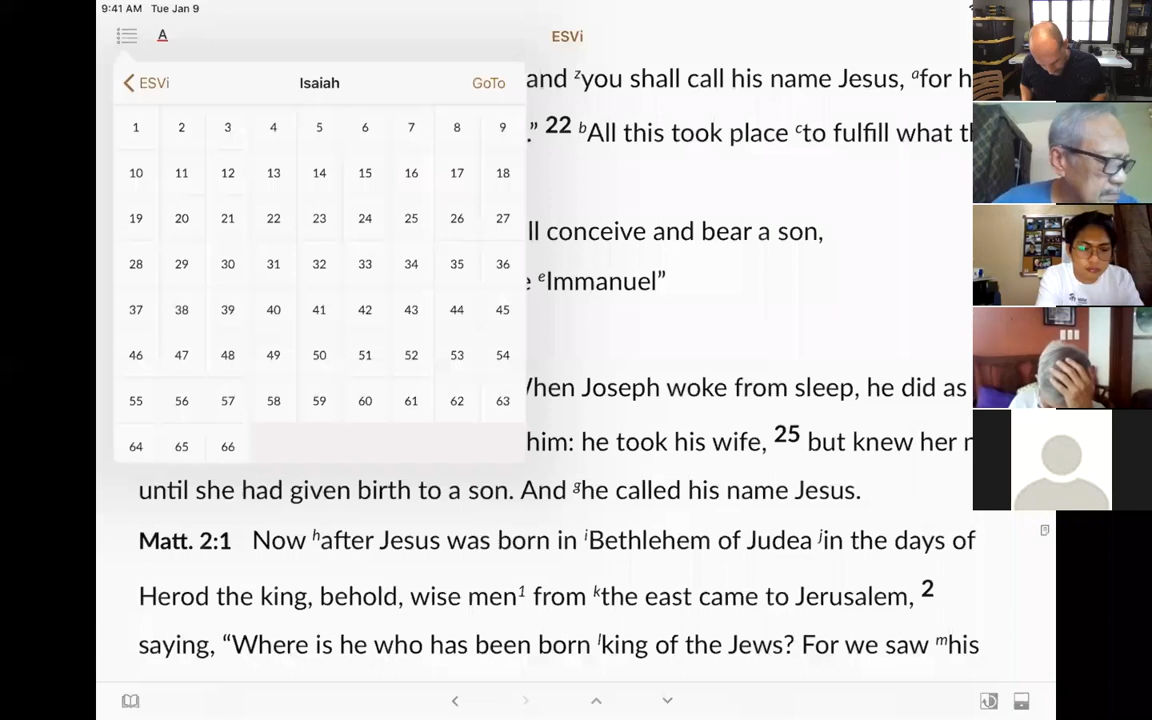 9:41 AM Tue Jan 9
A
ESVi
ESVi Isaiah GoTo
1 2 3 4 5 6 7 8 9
10 11 12 13 14 15 16 17 18
19 20 21 22 23 24 25 26 27
28 29 30 31 32 33 34 35 36
37 38 39 40 41 42 43 44 45
46 47 48 49 50 51 52 53 54
55 56 57 58 59 60 61 62 63
64 65 66
and zyou shall call his name Jesus, afor h
.” 22 bAll this took place cto fulfill what th
ll conceive and bear a son,
e eImmanuel”
When Joseph woke from sleep, he did as
him: he took his wife, 25 but knew her n
until she had given birth to a son. And ghe called his name Jesus.
Matt. 2:1 Now hafter Jesus was born in iBethlehem of Judea jin the days of
Herod the king, behold, wise men1 from kthe east came to Jerusalem, 2
saying, “Where is he who has been born lking of the Jews? For we saw mhis